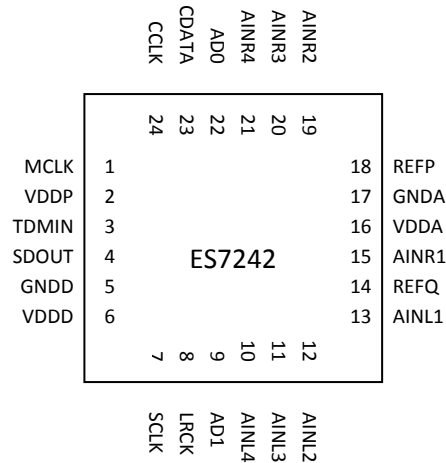 CCLK CDATA AD0 AINR4 AINR3 AINR2
24 23 22 21 20 19
MCLK 1 18 REFP
VDDP 2 17 GNDA
TDMIN 3 16 VDDA
SDOUT 4 ES7242 15 AINR1
GNDD 5 14 REFQ
VDDD 6 13 AINL1
7 8 9 10 11 12
SCLK LRCK AD1 AINL4 AINL3 AINL2